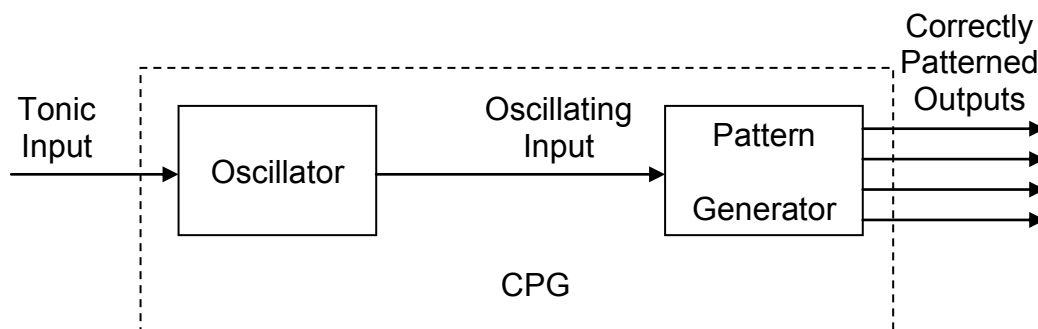 Correctly
Patterned
Outputs
Tonic
Input
Oscillator
Oscillating
Input
Pattern
Generator
CPG